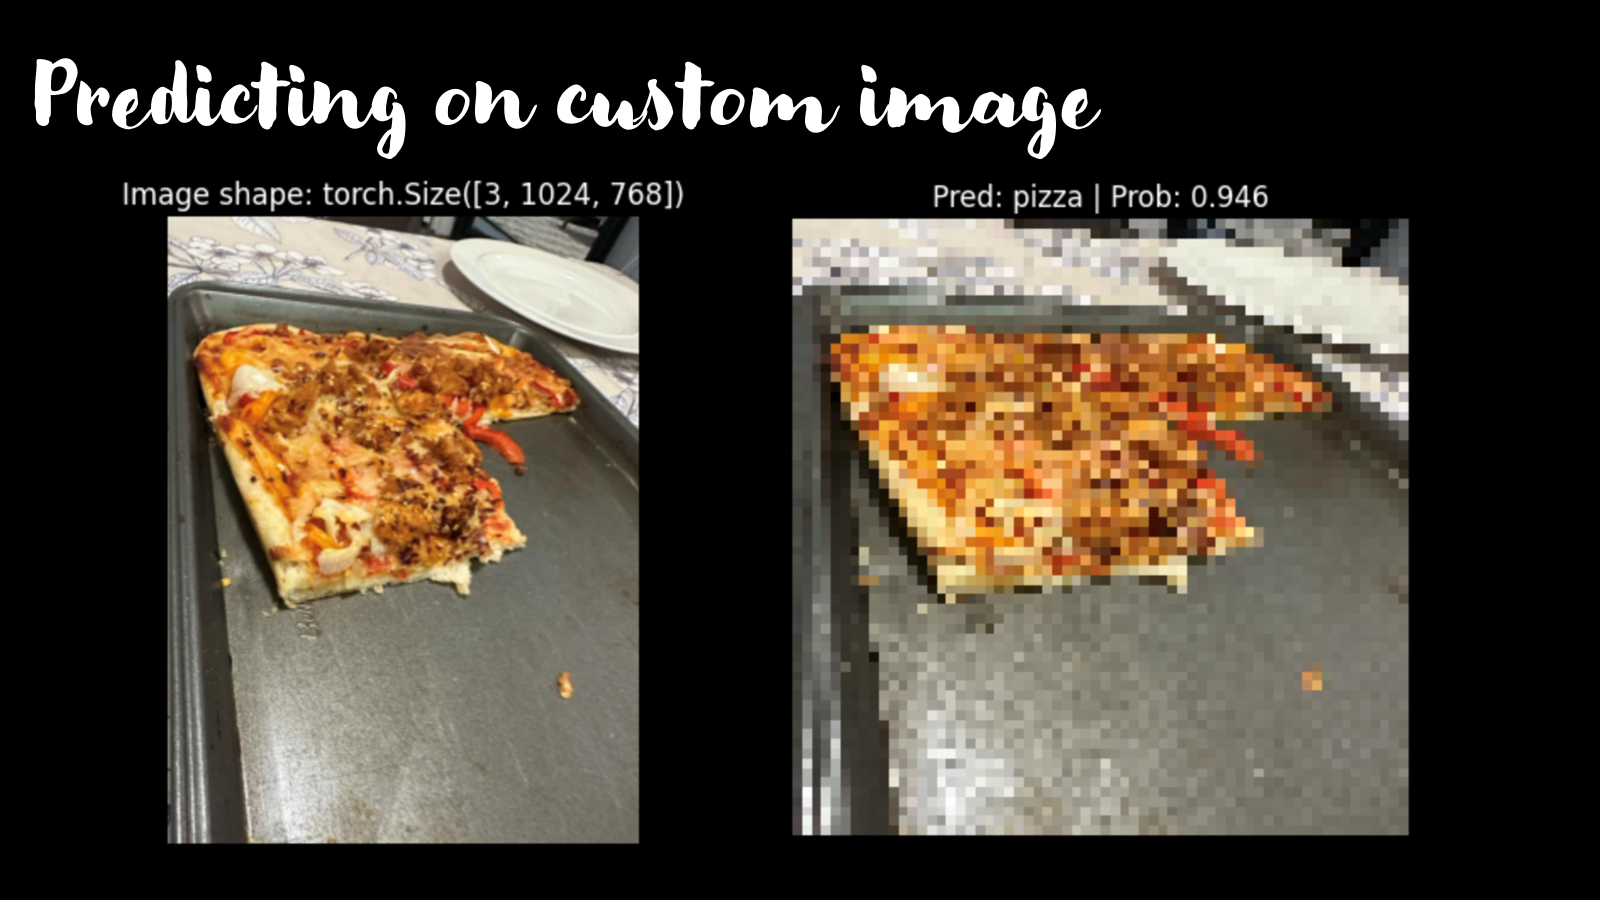 Predicting on custom image
Image shape: torch.Size([3, 1024, 768])
Pred: pizza | Prob: 0.946